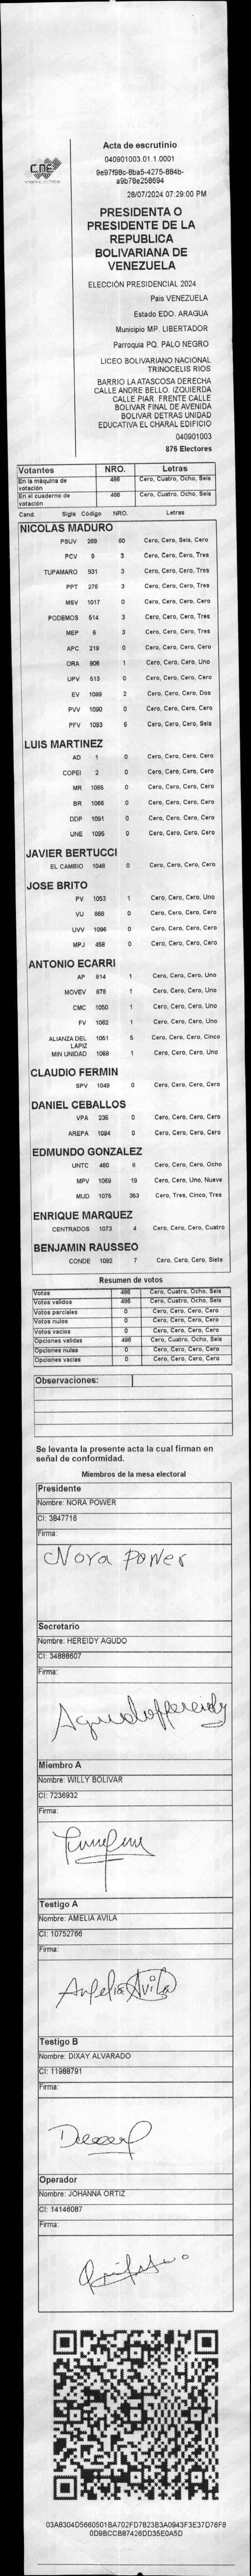 CNE
Acta de escrutinio
040901003.01.1.0001
9e97f98c-8ba5-4275-884b-
a9b78e258694
28/07/2024 07:29:00 PM
PRESIDENTA O
PRESIDENTE DE LA
REPUBLICA
BOLIVARIANA DE
VENEZUELA
ELECCIÓN PRESIDENCIAL 2024
País VENEZUELA
Estado EDO. ARAGUA
Municipio MP. LIBERTADOR
Parroquia PQ. PALO NEGRO
LICEO BOLIVARIANO NACIONAL
TRINOCELIS RIOS
BARRIO LA ATASCOSA DERECHA
CALLE ANDRE BELLO. IZQUIERDA
CALLE PIAR. FRENTE CALLE
BOLIVAR FINAL DE AVENIDA
BOLIVAR DETRAS UNIDAD
EDUCATIVA EL CHARAL EDIFICIO
040901003
876 Electores
Votantes NRO. Letras
En la máquina de votación 486 Cero, Cuatro, Ocho, Seis
En el cuaderno de votación 486 Cero, Cuatro, Ocho, Seis
Cand. Sigla Código NRO. Letras
NICOLAS MADURO
PSUV 269 60 Cero, Cero, Seis, Cero
PCV 9 3 Cero, Cero, Cero, Tres
TUPAMARO 931 3 Cero, Cero, Cero, Tres
PPT 276 3 Cero, Cero, Cero, Tres
MSV 1017 0 Cero, Cero, Cero, Cero
PODEMOS 514 3 Cero, Cero, Cero, Tres
MEP 6 3 Cero, Cero, Cero, Tres
APC 219 0 Cero, Cero, Cero, Cero
ORA 906 1 Cero, Cero, Cero, Uno
UPV 513 0 Cero, Cero, Cero, Cero
EV 1089 2 Cero, Cero, Cero, Dos
PVV 1090 0 Cero, Cero, Cero, Cero
PFV 1093 6 Cero, Cero, Cero, Seis
LUIS MARTINEZ
AD 1 0 Cero, Cero, Cero, Cero
COPEI 2 0 Cero, Cero, Cero, Cero
MR 1065 0 Cero, Cero, Cero, Cero
BR 1066 0 Cero, Cero, Cero, Cero
DDP 1091 0 Cero, Cero, Cero, Cero
UNE 1095 0 Cero, Cero, Cero, Cero
JAVIER BERTUCCI
EL CAMBIO 1046 0 Cero, Cero, Cero, Cero
JOSE BRITO
PV 1053 1 Cero, Cero, Cero, Uno
VU 868 0 Cero, Cero, Cero, Cero
UVV 1096 0 Cero, Cero, Cero, Cero
MPJ 458 0 Cero, Cero, Cero, Cero
ANTONIO ECARRI
AP 814 1 Cero, Cero, Cero, Uno
MOVEV 878 1 Cero, Cero, Cero, Uno
CMC 1050 1 Cero, Cero, Cero, Uno
FV 1062 1 Cero, Cero, Cero, Uno
ALIANZA DEL LAPIZ 1051 5 Cero, Cero, Cero, Cinco
MIN UNIDAD 1068 1 Cero, Cero, Cero, Uno
CLAUDIO FERMIN
SPV 1049 0 Cero, Cero, Cero, Cero
DANIEL CEBALLOS
VPA 236 0 Cero, Cero, Cero, Cero
AREPA 1094 0 Cero, Cero, Cero, Cero
EDMUNDO GONZALEZ
UNTC 460 8 Cero, Cero, Cero, Ocho
MPV 1069 19 Cero, Cero, Uno, Nueve
MUD 1075 353 Cero, Tres, Cinco, Tres
ENRIQUE MARQUEZ
CENTRADOS 1073 4 Cero, Cero, Cero, Cuatro
BENJAMIN RAUSSEO
CONDE 1092 7 Cero, Cero, Cero, Siete
Resumen de votos
Votos 486 Cero, Cuatro, Ocho, Seis
Votos validos 486 Cero, Cuatro, Ocho, Seis
Votos parciales 0 Cero, Cero, Cero, Cero
Votos nulos 0 Cero, Cero, Cero, Cero
Votos vacios 0 Cero, Cero, Cero, Cero
Opciones validas 486 Cero, Cuatro, Ocho, Seis
Opciones nulas 0 Cero, Cero, Cero, Cero
Opciones vacias 0 Cero, Cero, Cero, Cero
Observaciones:
Se levanta la presente acta la cual firman en
señal de conformidad.
Miembros de la mesa electoral
Presidente
Nombre: NORA POWER
CI: 3847716
Firma:
Nora Power
Secretario
Nombre: HEREIDY AGUDO
CI: 34888607
Firma:
Agudo Hereidy
Miembro A
Nombre: WILLY BOLIVAR
CI: 7236932
Firma:
Testigo A
Nombre: AMELIA AVILA
CI: 10752766
Firma:
Amelia Avila
Testigo B
Nombre: DIXAY ALVARADO
CI: 11988791
Firma:
Operador
Nombre: JOHANNA ORTIZ
CI: 14146087
Firma:
03A8304D5660501BA702FD7B23B3A0943F3E37D76F8
0D9BCCB87426DD35E0A5D